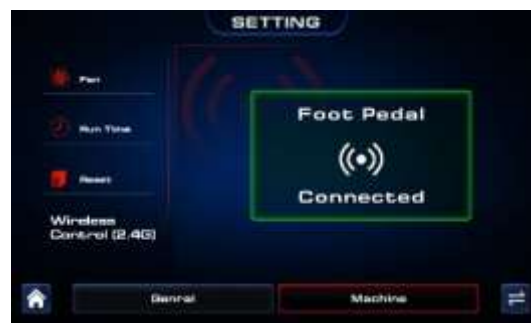 SETTING
Fan
Run Time
Reset
Wireless
Control (2.4G)
Foot Pedal
Connected
Genral
Machine